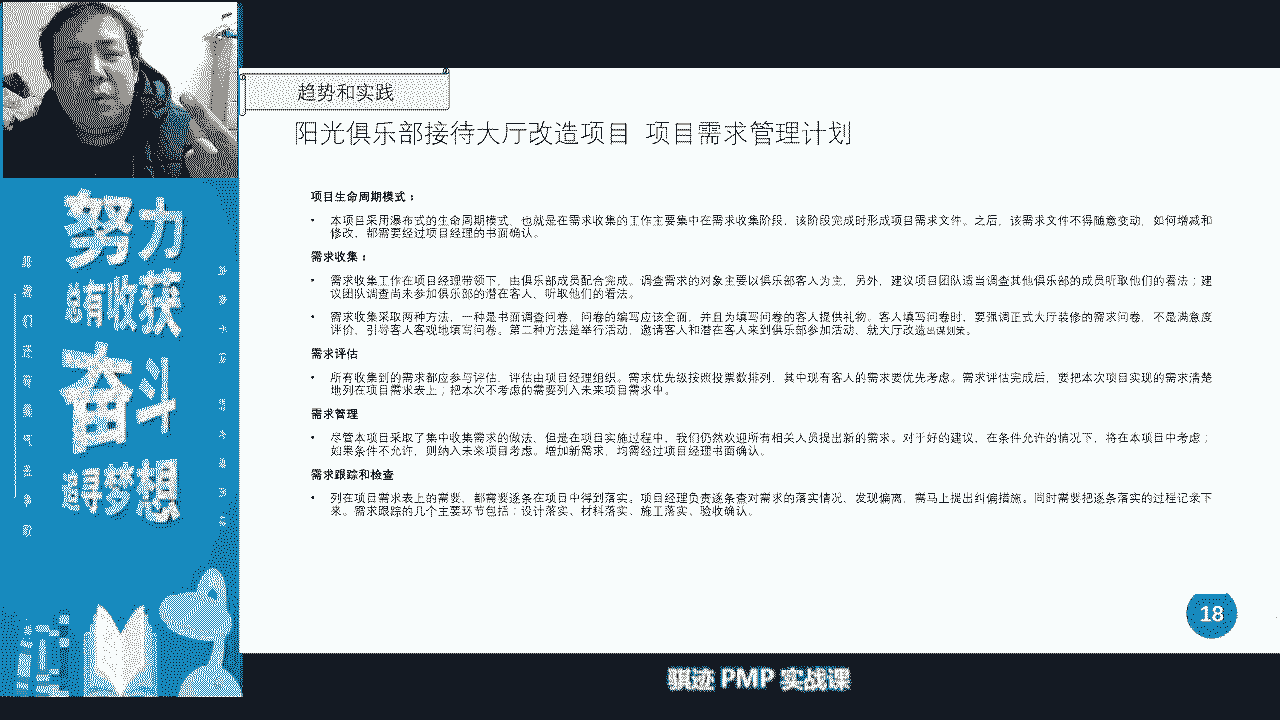 趋势和实践
阳光俱乐部接待大厅改造项目 项目需求管理计划
项目生命周期模式：
• 本项目采用瀑布式的生命周期模式，也就是在需求收集的工作主要集中在需求收集阶段，该阶段完成时形成项目需求文件。之后，该需求文件不得随意变动，如何增减和
修改，都需要经过项目经理的书面确认。
需求收集：
• 需求收集工作在项目经理带领下，由俱乐部成员配合完成。调查需求的对象主要以俱乐部客人为主，另外，建议项目团队适当调查其他俱乐部的成员听取他们的看法；建
议团队调查尚未参加俱乐部的潜在客人，听取他们的看法。
• 需求收集采取两种方法，一种是书面调查问卷，问卷的编写应该全面，并且为填写问卷的客人提供礼物。客人填写问卷时，要强调正式大厅装修的需求问卷，不是满意度
评价，引导客人客观地填写问卷。第二种方法是举行活动，邀请客人和潜在客人来到俱乐部参加活动，就大厅改造出谋划策。
需求评估
• 所有收集到的需求都应参与评估，评估由项目经理组织。需求优先级按照投票数排列，其中现有客人的需求要优先考虑。需求评估完成后，要把本次项目实现的需求清楚
地列在项目需求表上；把本次不考虑的需要列入未来项目需求中。
需求管理
• 尽管本项目采取了集中收集需求的做法，但是在项目实施过程中，我们仍然欢迎所有相关人员提出新的需求。对于好的建议，在条件允许的情况下，将在本项目中考虑；
如果条件不允许，则纳入未来项目考虑。增加新需求，均需经过项目经理书面确认。
需求跟踪和检查
• 列在项目需求表上的需要，都需要逐条在项目中得到落实。项目经理负责逐条查对需求的落实情况，发现偏离，需马上提出纠偏措施。同时需要把逐条落实的过程记录下
来。需求跟踪的几个主要环节包括：设计落实、材料落实、施工落实、验收确认。
18
努力
总有收获
奋斗
追寻梦想
骐迹 PMP 实战课